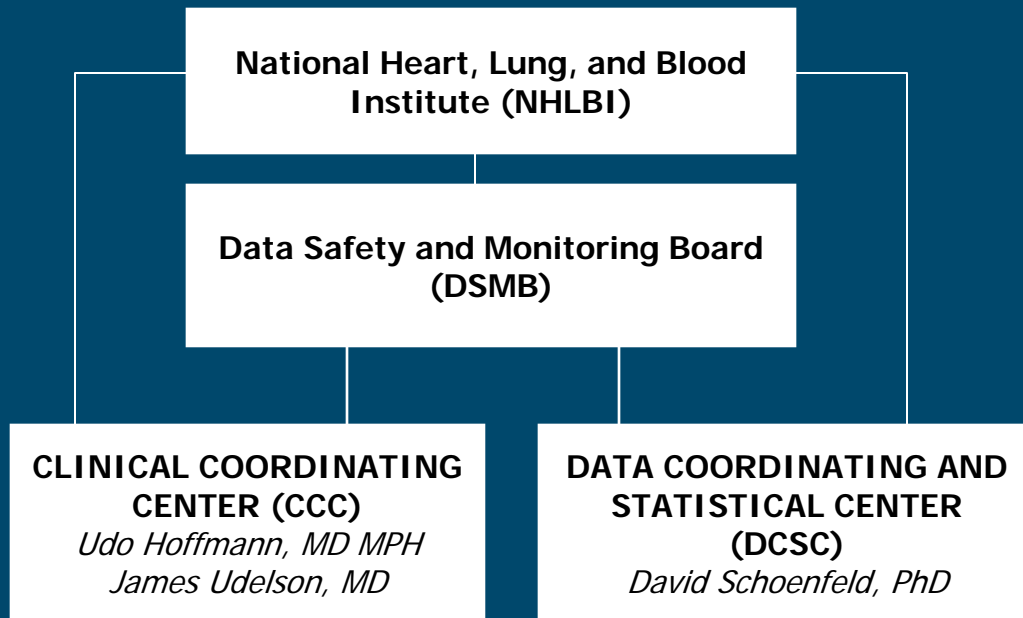 National Heart, Lung, and Blood
Institute (NHLBI)
Data Safety and Monitoring Board
(DSMB)
CLINICAL COORDINATING
CENTER (CCC)
Udo Hoffmann, MD MPH
James Udelson, MD
DATA COORDINATING AND
STATISTICAL CENTER
(DCSC)
David Schoenfeld, PhD